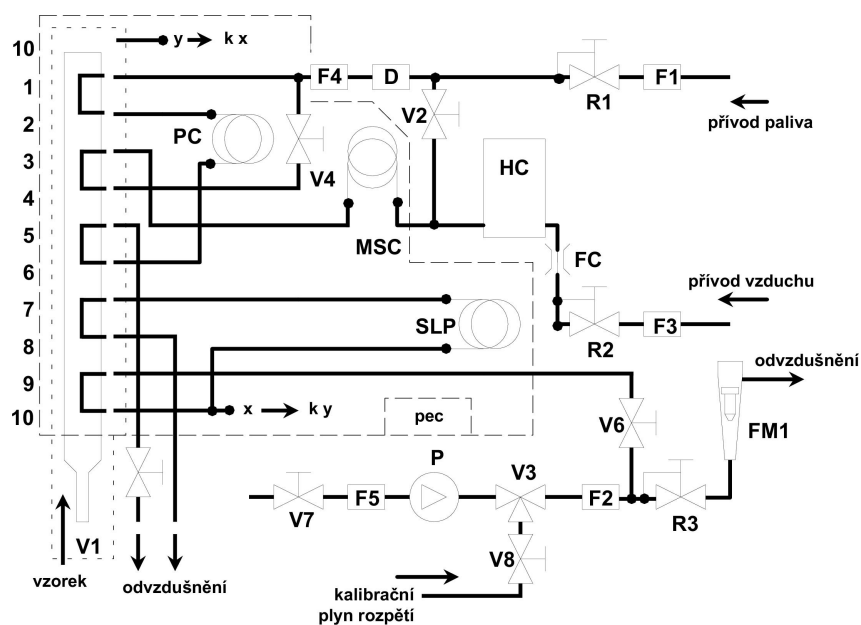 10
y
k x
1
F4
D
R1
F1
přívod paliva
2
PC
V4
V2
3
HC
4
MSC
5
FC
6
přívod vzduchu
7
SLP
R2
F3
8
odvzdušnění
9
10
x
k y
pec
V6
FM1
P
V3
V7
F5
F2
R3
V1
V8
vzorek
odvzdušnění
kalibrační
plyn rozpětí